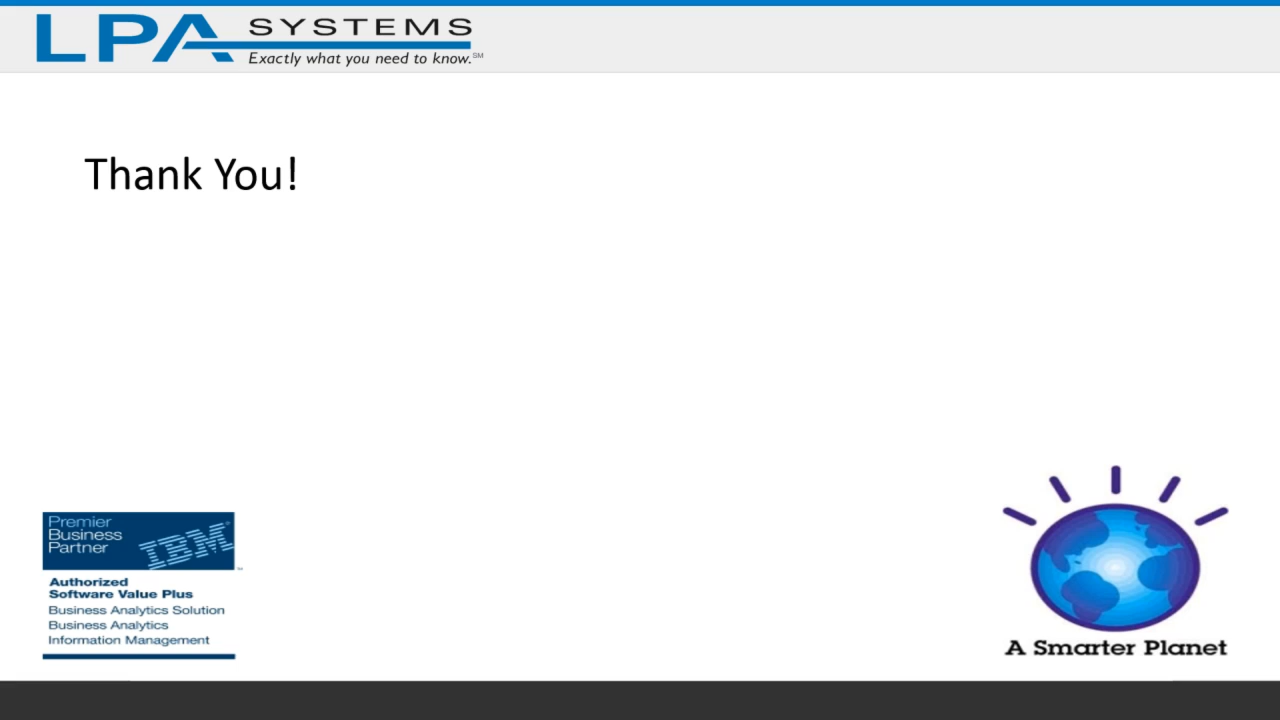 LPA SYSTEMS
Exactly what you need to know.℠
Thank You!
Premier
Business
Partner
IBM
Authorized
Software Value Plus
Business Analytics Solution
Business Analytics
Information Management
A Smarter Planet